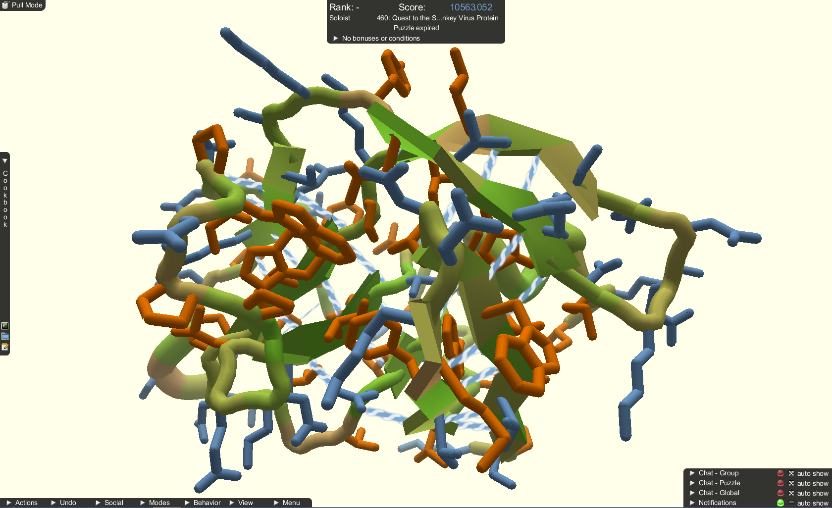 Pull Mode
Rank: - Score: 10563.052
Soloist 460: Quest to the S...nkey Virus Protein
Puzzle expired
No bonuses or conditions
Cookbook
Chat - Group auto show
Chat - Puzzle auto show
Chat - Global auto show
Notifications auto show
Actions Undo Social Modes Behavior View Menu